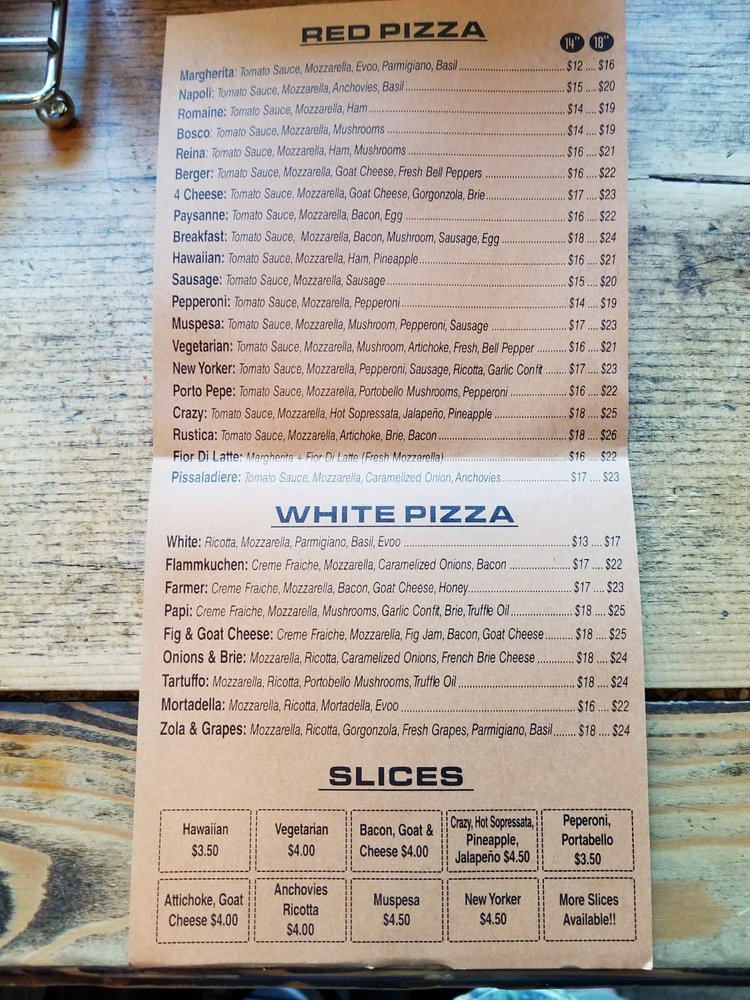 RED PIZZA
14" 18"
Margherita: Tomato Sauce, Mozzarella, Evoo, Parmigiano, Basil $12 .... $16
Napoli: Tomato Sauce, Mozzarella, Anchovies, Basil $15 .... $20
Romaine: Tomato Sauce, Mozzarella, Ham $14 .... $19
Bosco: Tomato Sauce, Mozzarella, Mushrooms $14 .... $19
Reina: Tomato Sauce, Mozzarella, Ham, Mushrooms $16 .... $21
Berger: Tomato Sauce, Mozzarella, Goat Cheese, Fresh Bell Peppers $16 .... $22
4 Cheese: Tomato Sauce, Mozzarella, Goat Cheese, Gorgonzola, Brie $17 .... $23
Paysanne: Tomato Sauce, Mozzarella, Bacon, Egg $16 .... $22
Breakfast: Tomato Sauce, Mozzarella, Bacon, Mushroom, Sausage, Egg $18 .... $24
Hawaiian: Tomato Sauce, Mozzarella, Ham, Pineapple $16 .... $21
Sausage: Tomato Sauce, Mozzarella, Sausage $15 .... $20
Pepperoni: Tomato Sauce, Mozzarella, Pepperoni $14 .... $19
Muspesa: Tomato Sauce, Mozzarella, Mushroom, Pepperoni, Sausage $17 .... $23
Vegetarian: Tomato Sauce, Mozzarella, Mushroom, Artichoke, Fresh, Bell Pepper $16 .... $21
New Yorker: Tomato Sauce, Mozzarella, Pepperoni, Sausage, Ricotta, Garlic Confit $17 .... $23
Porto Pepe: Tomato Sauce, Mozzarella, Portobello Mushrooms, Pepperoni $16 .... $22
Crazy: Tomato Sauce, Mozzarella, Hot Sopressata, Jalapeño, Pineapple $18 .... $25
Rustica: Tomato Sauce, Mozzarella, Artichoke, Brie, Bacon $18 .... $26
Fior Di Latte: Margherita + Fior Di Latte (Fresh Mozzarella) $16 .... $22
Pissaladiere: Tomato Sauce, Mozzarella, Caramelized Onion, Anchovies $17 .... $23
WHITE PIZZA
White: Ricotta, Mozzarella, Parmigiano, Basil, Evoo $13 .... $17
Flammkuchen: Creme Fraiche, Mozzarella, Caramelized Onions, Bacon $17 .... $22
Farmer: Creme Fraiche, Mozzarella, Bacon, Goat Cheese, Honey $17 .... $23
Papi: Creme Fraiche, Mozzarella, Mushrooms, Garlic Confit, Brie, Truffle Oil $18 .... $25
Fig & Goat Cheese: Creme Fraiche, Mozzarella, Fig Jam, Bacon, Goat Cheese $18 .... $25
Onions & Brie: Mozzarella, Ricotta, Caramelized Onions, French Brie Cheese $18 .... $24
Tartuffo: Mozzarella, Ricotta, Portobello Mushrooms, Truffle Oil $18 .... $24
Mortadella: Mozzarella, Ricotta, Mortadella, Evoo $16 .... $22
Zola & Grapes: Mozzarella, Ricotta, Gorgonzola, Fresh Grapes, Parmigiano, Basil $18 .... $24
SLICES
Hawaiian
$3.50
Vegetarian
$4.00
Bacon, Goat &
Cheese $4.00
Crazy, Hot Sopressata,
Pineapple,
Jalapeño $4.50
Peperoni,
Portabello
$3.50
Attichoke, Goat
Cheese $4.00
Anchovies
Ricotta
$4.00
Muspesa
$4.50
New Yorker
$4.50
More Slices
Available!!